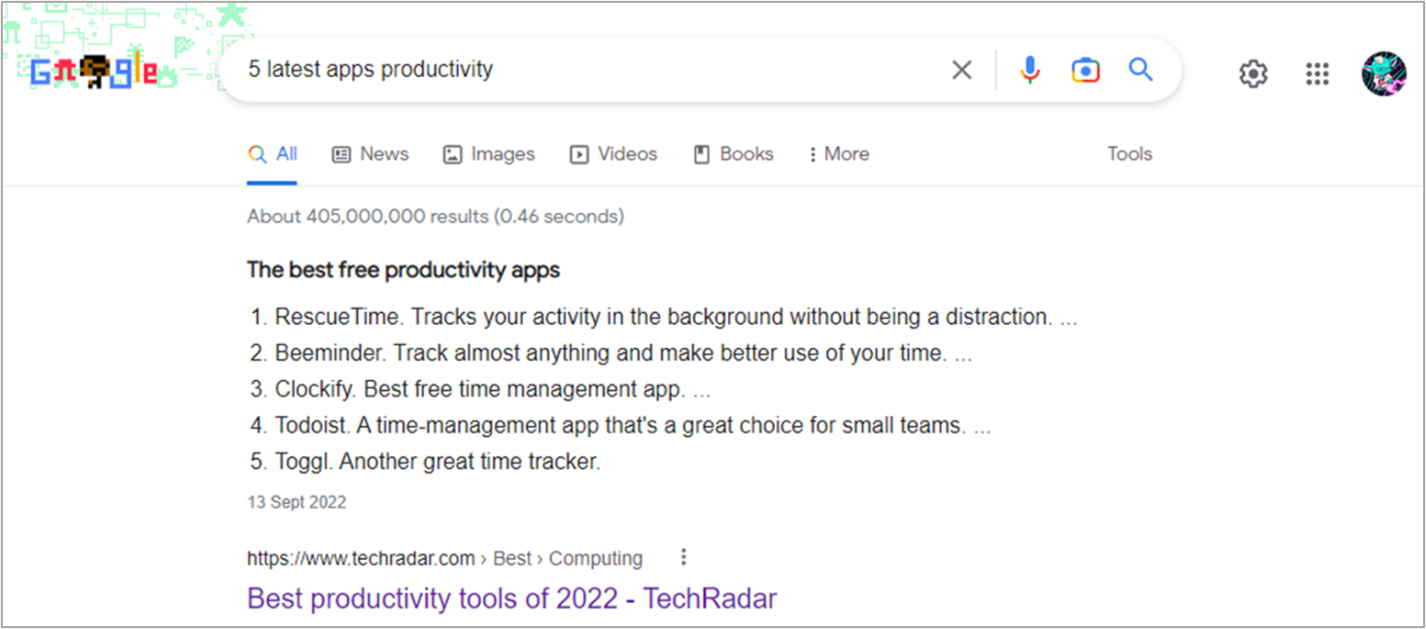 Google
5 latest apps productivity
All News Images Videos Books More Tools
About 405,000,000 results (0.46 seconds)
The best free productivity apps
1. RescueTime. Tracks your activity in the background without being a distraction. ...
2. Beeminder. Track almost anything and make better use of your time. ...
3. Clockify. Best free time management app. ...
4. Todoist. A time-management app that's a great choice for small teams. ...
5. Toggl. Another great time tracker.
13 Sept 2022
https://www.techradar.com › Best › Computing
Best productivity tools of 2022 - TechRadar